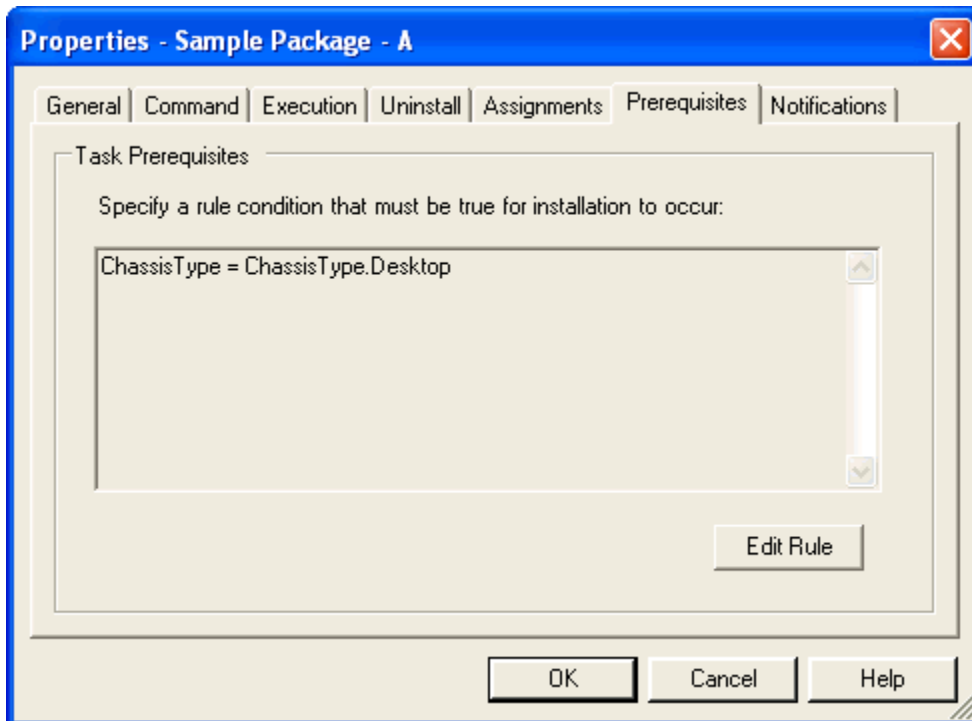 Properties - Sample Package - A
General Command Execution Uninstall Assignments Prerequisites Notifications
Task Prerequisites
Specify a rule condition that must be true for installation to occur:
ChassisType = ChassisType.Desktop
Edit Rule
OK Cancel Help